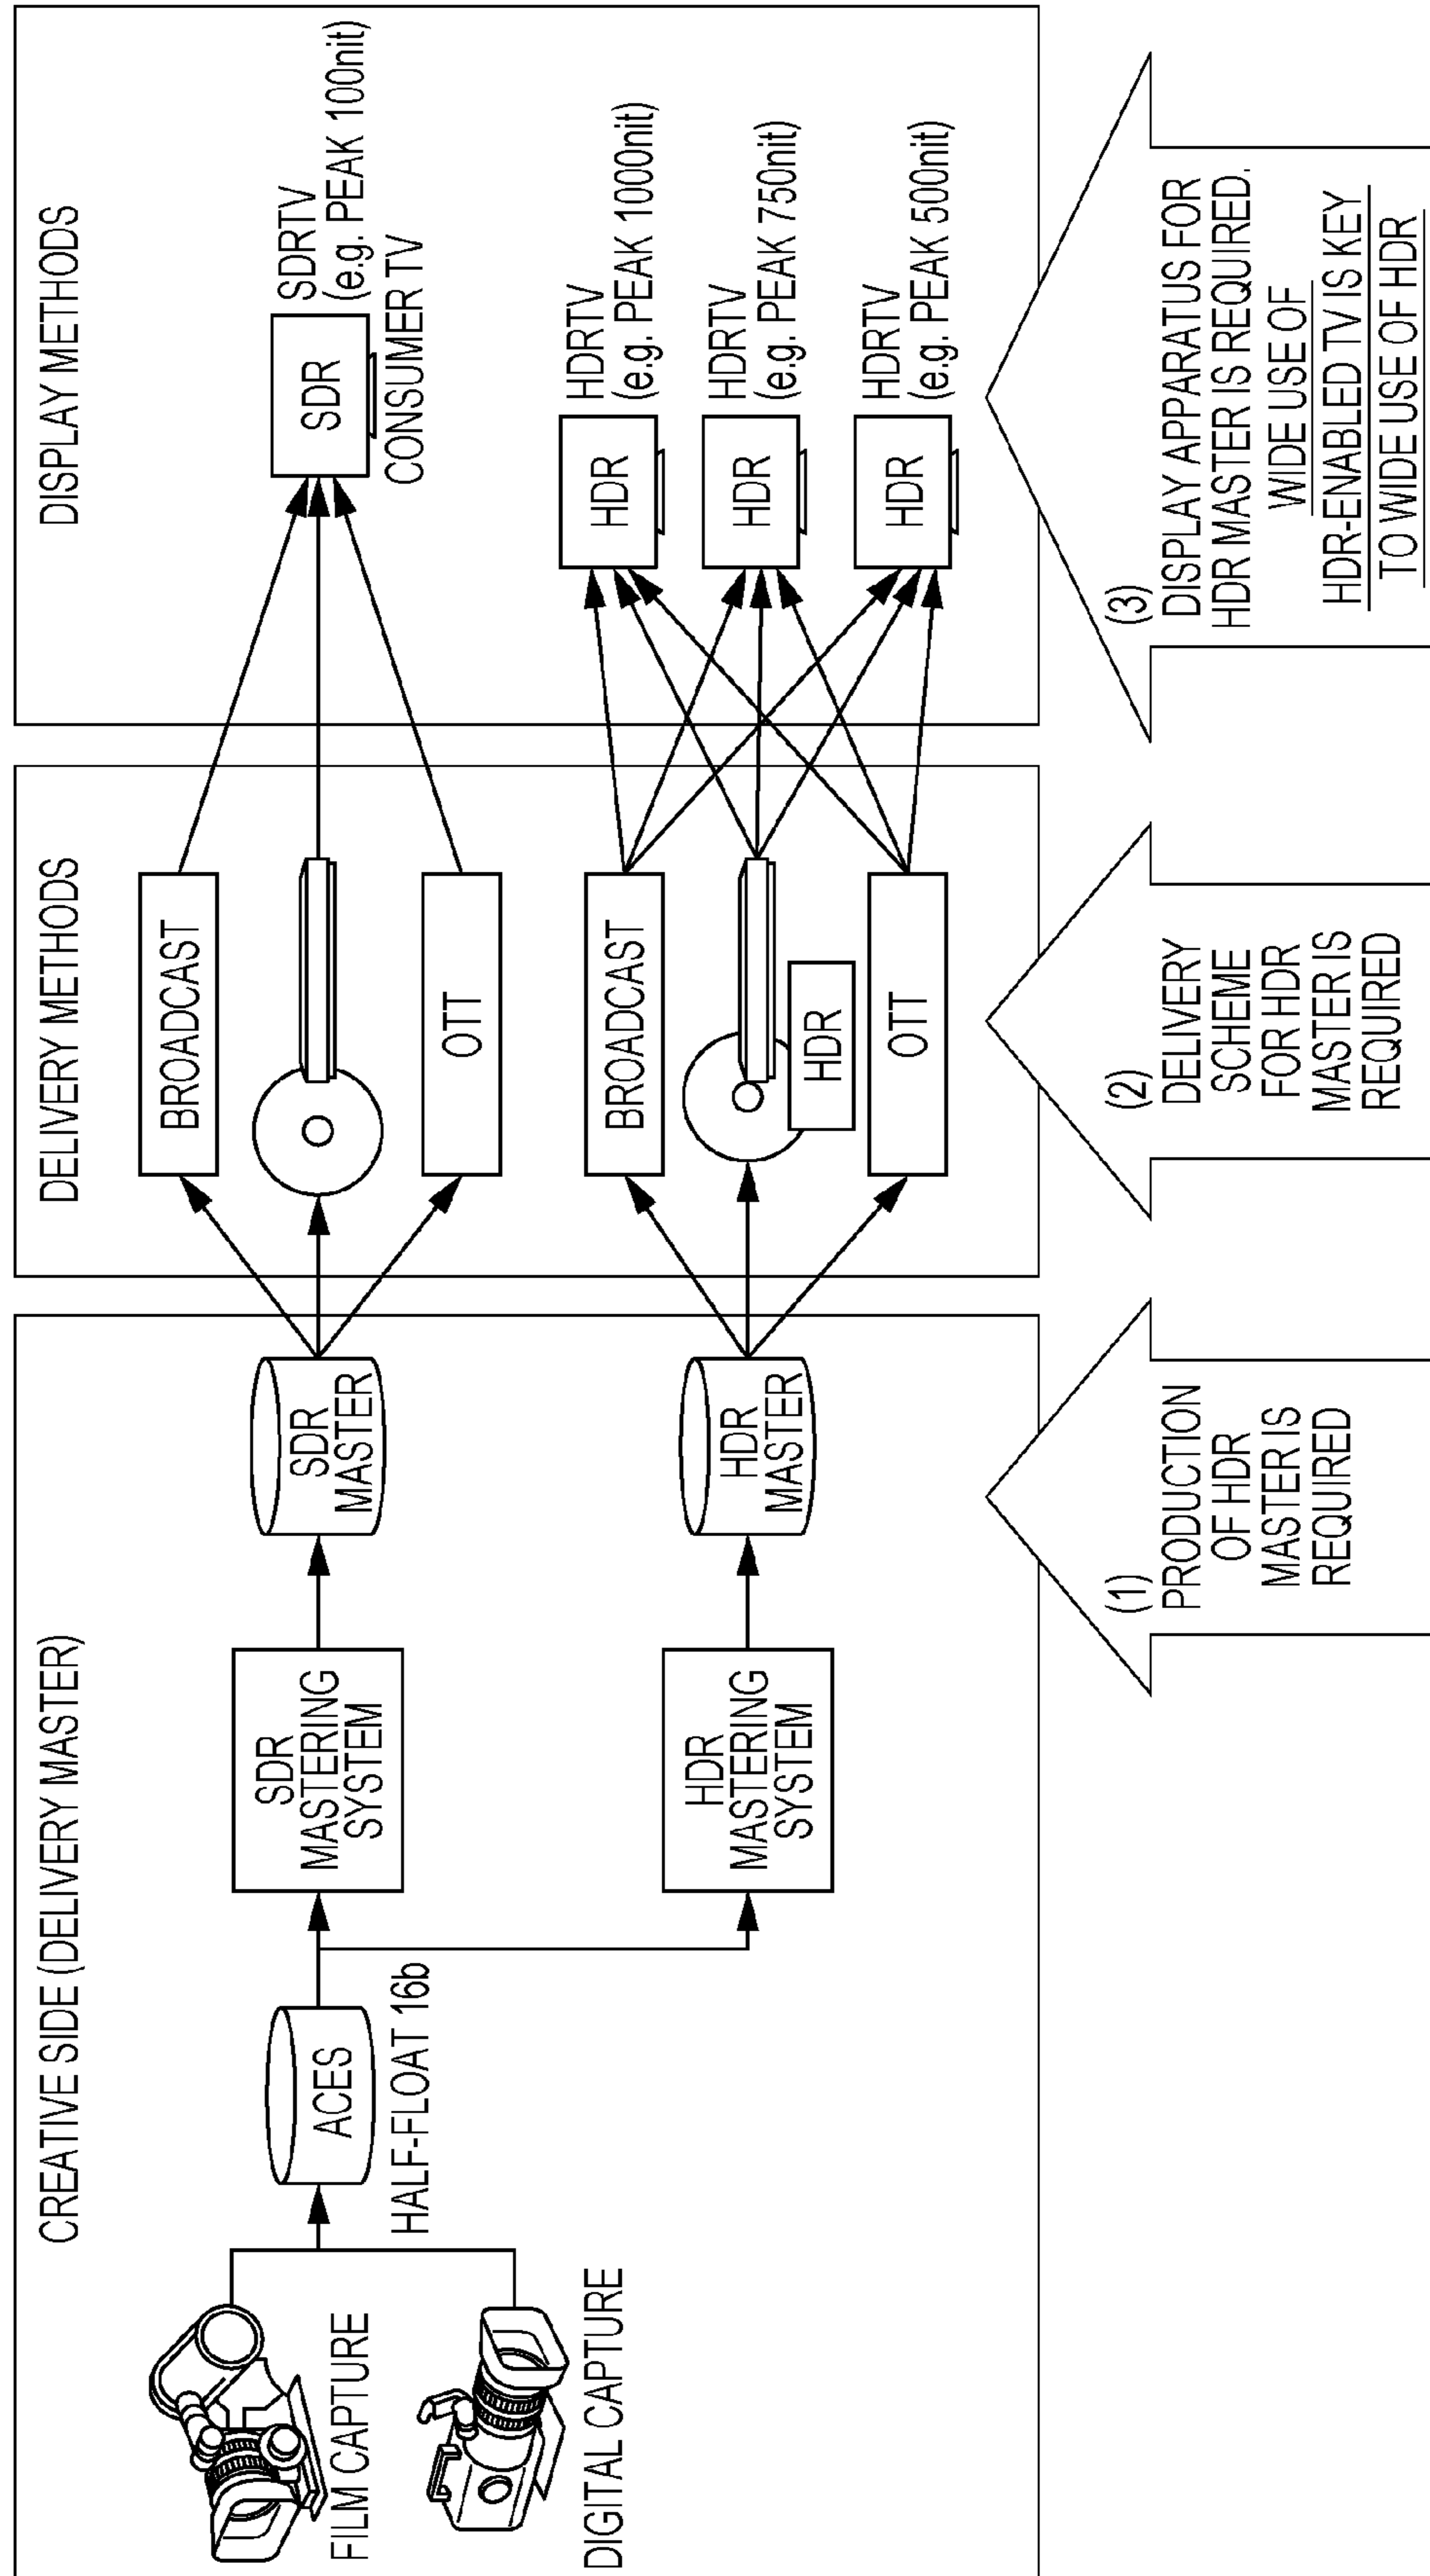 CREATIVE SIDE (DELIVERY MASTER)
FILM CAPTURE
DIGITAL CAPTURE
ACES
HALF-FLOAT 16b
SDR
MASTERING
SYSTEM
SDR
MASTER
HDR
MASTERING
SYSTEM
HDR
MASTER
DELIVERY METHODS
BROADCAST
OTT
BROADCAST
HDR
OTT
DISPLAY METHODS
SDR
SDRTV
(e.g. PEAK 100nit)
CONSUMER TV
HDR
HDRTV
(e.g. PEAK 1000nit)
HDR
HDRTV
(e.g. PEAK 750nit)
HDR
HDRTV
(e.g. PEAK 500nit)
(1)
PRODUCTION
OF HDR
MASTER IS
REQUIRED
(2)
DELIVERY
SCHEME
FOR HDR
MASTER IS
REQUIRED
(3)
DISPLAY APPARATUS FOR
HDR MASTER IS REQUIRED.
WIDE USE OF
HDR-ENABLED TV IS KEY
TO WIDE USE OF HDR